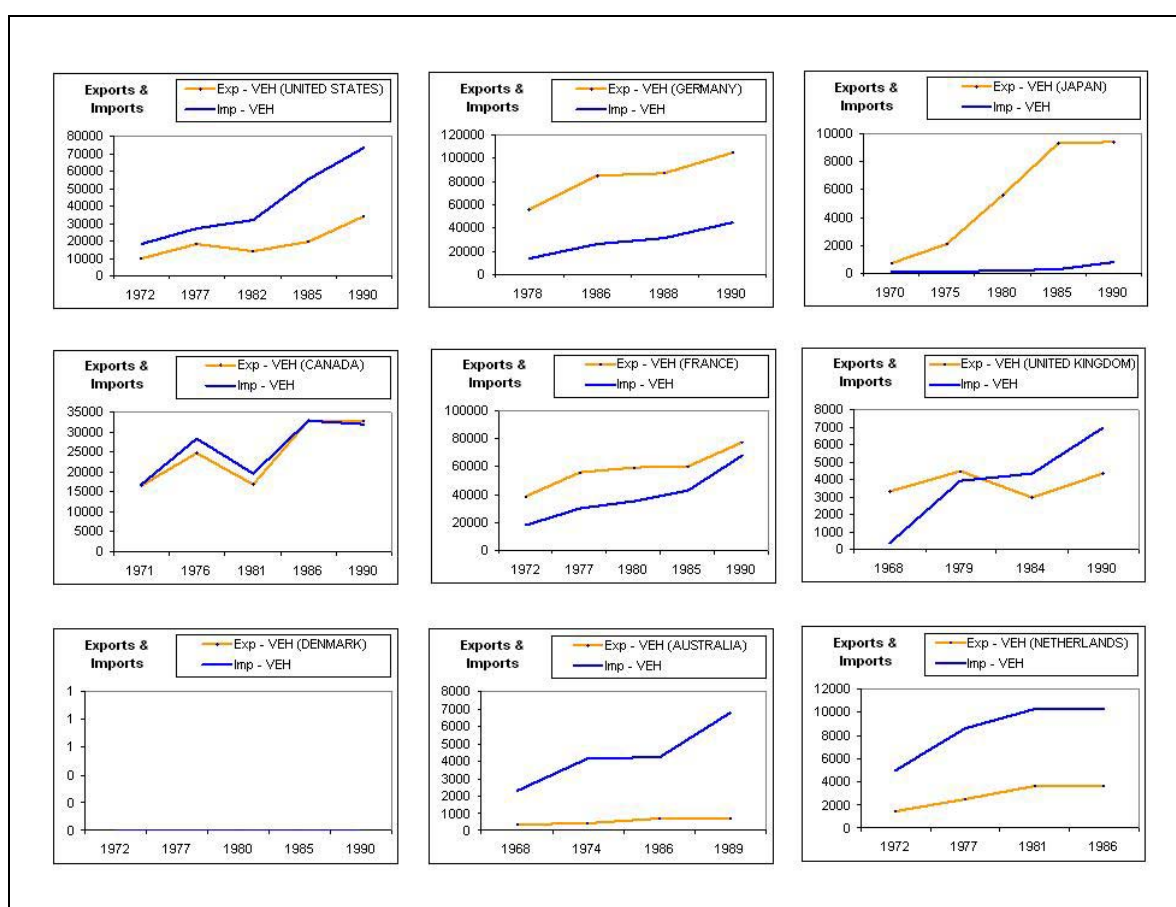 Exports &
Imports
Exp - VEH (UNITED STATES)
Imp - VEH
80000
70000
60000
50000
40000
30000
20000
10000
0
1972 1977 1982 1985 1990
Exports &
Imports
Exp - VEH (GERMANY)
Imp - VEH
120000
100000
80000
60000
40000
20000
0
1978 1986 1988 1990
Exports &
Imports
Exp - VEH (JAPAN)
Imp - VEH
10000
8000
6000
4000
2000
0
1970 1975 1980 1985 1990
Exports &
Imports
Exp - VEH (CANADA)
Imp - VEH
35000
30000
25000
20000
15000
10000
5000
0
1971 1976 1981 1986 1990
Exports &
Imports
Exp - VEH (FRANCE)
Imp - VEH
100000
80000
60000
40000
20000
0
1972 1977 1980 1985 1990
Exports &
Imports
Exp - VEH (UNITED KINGDOM)
Imp - VEH
8000
7000
6000
5000
4000
3000
2000
1000
0
1968 1979 1984 1990
Exports &
Imports
Exp - VEH (DENMARK)
Imp - VEH
1
1
1
0
0
0
1972 1977 1980 1985 1990
Exports &
Imports
Exp - VEH (AUSTRALIA)
Imp - VEH
8000
7000
6000
5000
4000
3000
2000
1000
0
1968 1974 1986 1989
Exports &
Imports
Exp - VEH (NETHERLANDS)
Imp - VEH
12000
10000
8000
6000
4000
2000
0
1972 1977 1981 1986